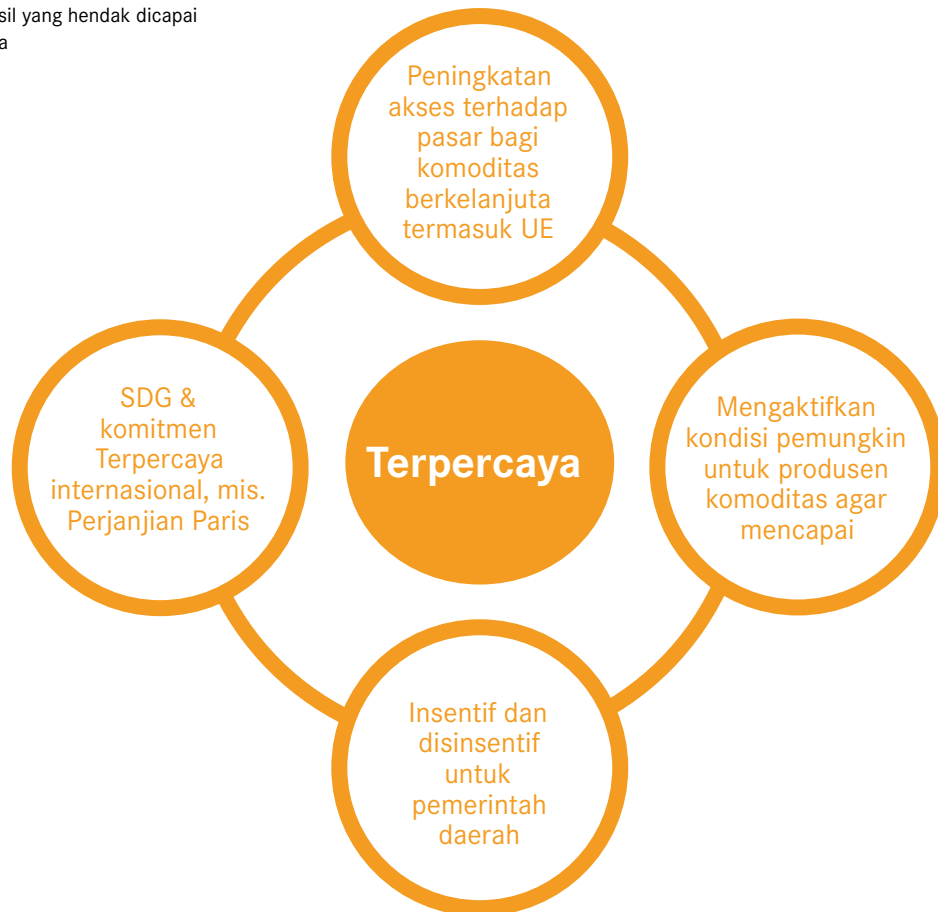 sil yang hendak dicapai
a
Peningkatan
akses terhadap
pasar bagi
komoditas
berkelanjuta
termasuk UE
SDG &
komitmen
Terpercaya
internasional, mis.
Perjanjian Paris
Terpercaya
Mengaktifkan
kondisi pemungkin
untuk produsen
komoditas agar
mencapai
Insentif dan
disinsentif
untuk
pemerintah
daerah